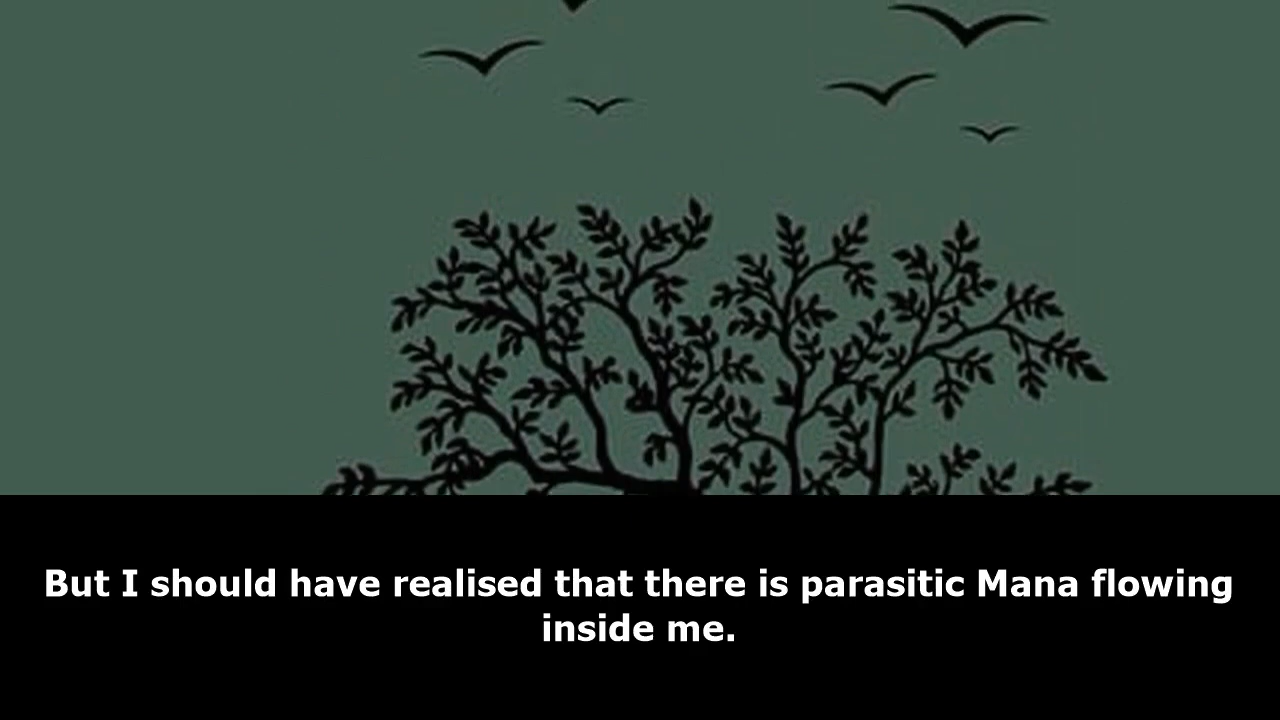 But I should have realised that there is parasitic Mana flowing
inside me.